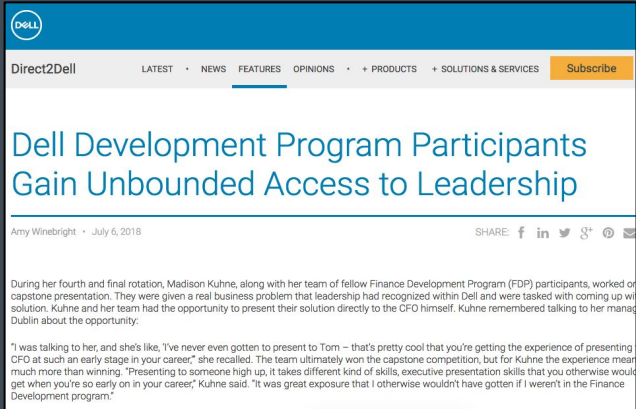 DELL
Direct2Dell LATEST • NEWS FEATURES OPINIONS • + PRODUCTS + SOLUTIONS & SERVICES Subscribe
Dell Development Program Participants
Gain Unbounded Access to Leadership
Amy Winebright • July 6, 2018 SHARE:
During her fourth and final rotation, Madison Kuhne, along with her team of fellow Finance Development Program (FDP) participants, worked on
capstone presentation. They were given a real business problem that leadership had recognized within Dell and were tasked with coming up
solution. Kuhne and her team had the opportunity to present their solution directly to the CFO himself. Kuhne remembered talking to her
Dublin about the opportunity:
"I was talking to her, and she's like, 'I've never even gotten to present to Tom – that's pretty cool that you're getting the experience of presenting
CFO at such an early stage in your career," she recalled. The team ultimately won the capstone competition, but for Kuhne the experience
much more than winning. "Presenting to someone high up, it takes different kind of skills, executive presentation skills that you otherwise
get when you're so early on in your career," Kuhne said. "It was great exposure that I otherwise wouldn't have gotten if I weren't in the Finance
Development program."